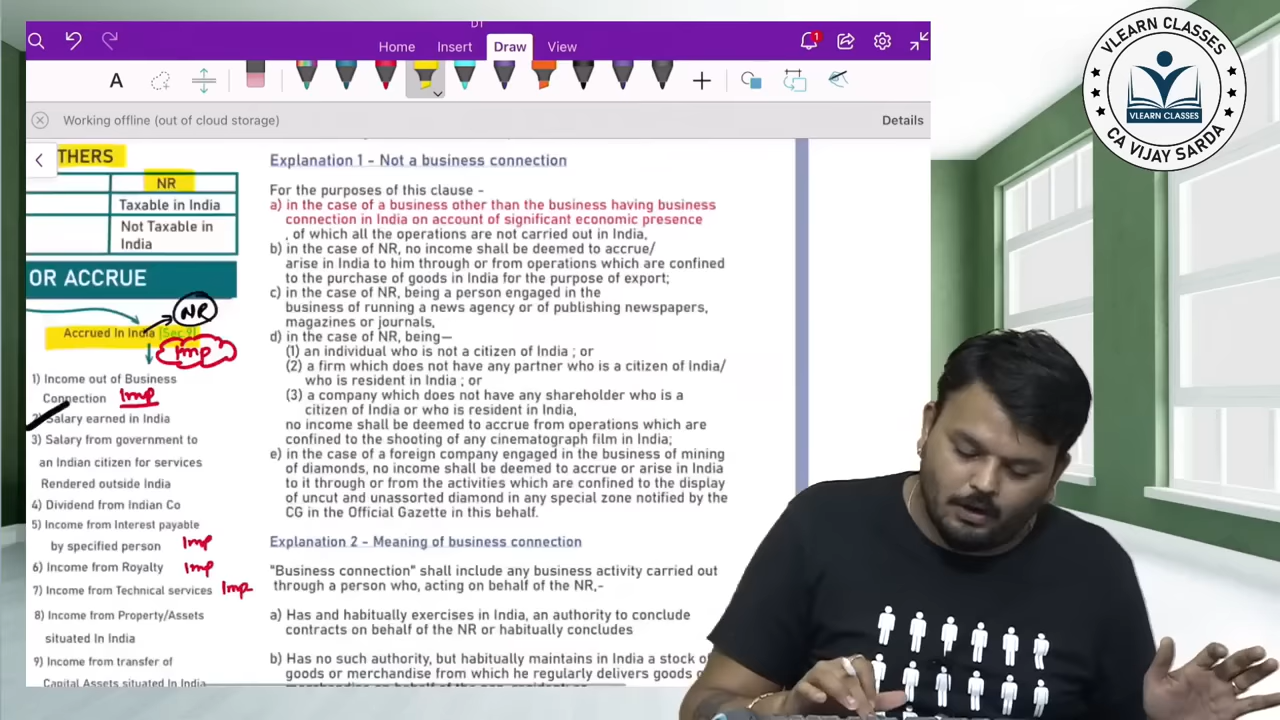 Home Insert Draw View
1
A
Working offline (out of cloud storage)
Details
THERS
NR
Taxable in India
Not Taxable in
India
OR ACCRUE
NR
Accrued In India (Sec 9)
Imp
1) Income out of Business
Connection Imp
2) Salary earned in India
3) Salary from government to
an Indian citizen for services
Rendered outside India
4) Dividend from Indian Co
5) Income from Interest payable
by specified person Imp
6) Income from Royalty Imp
7) Income from Technical services Imp
8) Income from Property/Assets
situated In India
9) Income from transfer of
Capital Assets situated In India
Explanation 1 - Not a business connection
For the purposes of this clause -
a) in the case of a business other than the business having business
connection in India on account of significant economic presence
, of which all the operations are not carried out in India,
b) in the case of NR, no income shall be deemed to accrue/
arise in India to him through or from operations which are confined
to the purchase of goods in India for the purpose of export;
c) in the case of NR, being a person engaged in the
business of running a news agency or of publishing newspapers,
magazines or journals,
d) in the case of NR, being—
(1) an individual who is not a citizen of India ; or
(2) a firm which does not have any partner who is a citizen of India/
who is resident in India ; or
(3) a company which does not have any shareholder who is a
citizen of India or who is resident in India,
no income shall be deemed to accrue from operations which are
confined to the shooting of any cinematograph film in India;
e) in the case of a foreign company engaged in the business of mining
of diamonds, no income shall be deemed to accrue or arise in India
to it through or from the activities which are confined to the display
of uncut and unassorted diamond in any special zone notified by the
CG in the Official Gazette in this behalf.
Explanation 2 - Meaning of business connection
"Business connection" shall include any business activity carried out
through a person who, acting on behalf of the NR,-
a) Has and habitually exercises in India, an authority to conclude
contracts on behalf of the NR or habitually concludes
b) Has no such authority, but habitually maintains in India a stock of
goods or merchandise from which he regularly delivers goods
VLEARN CLASSES
VLEARN CLASSES
CA VIJAY SARDA